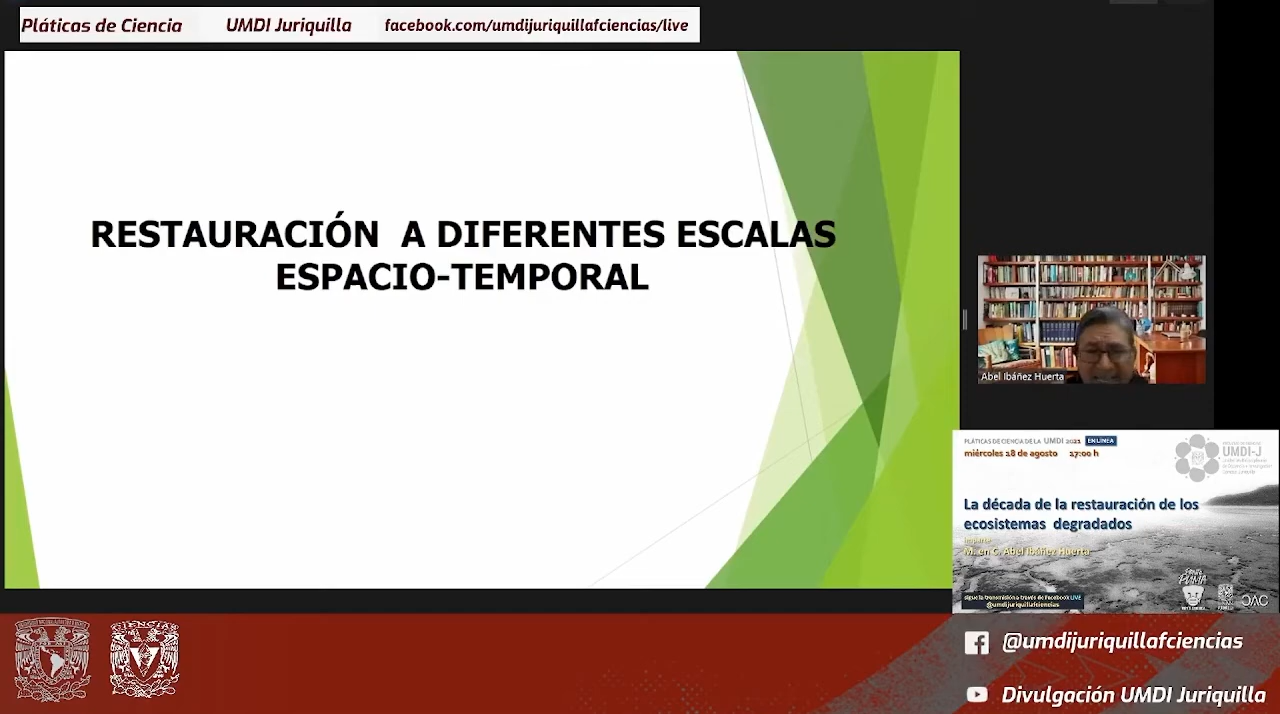 Pláticas de Ciencia UMDI Juriquilla facebook.com/umdijuriquillafciencias/live
RESTAURACIÓN A DIFERENTES ESCALAS
ESPACIO-TEMPORAL
Abel Ibáñez Huerta
PLÁTICAS DE CIENCIA DE LA UMDI 2021 EN LÍNEA
miércoles 18 de agosto 17:00 h
UMDI-J
La década de la restauración de los
ecosistemas degradados
Imparte
M. en C. Abel Ibáñez Huerta
sigue la transmisión a través de Facebook LIVE
@umdijuriquillafciencias
CIENCIAS
@umdijuriquillafciencias
Divulgación UMDI Juriquilla